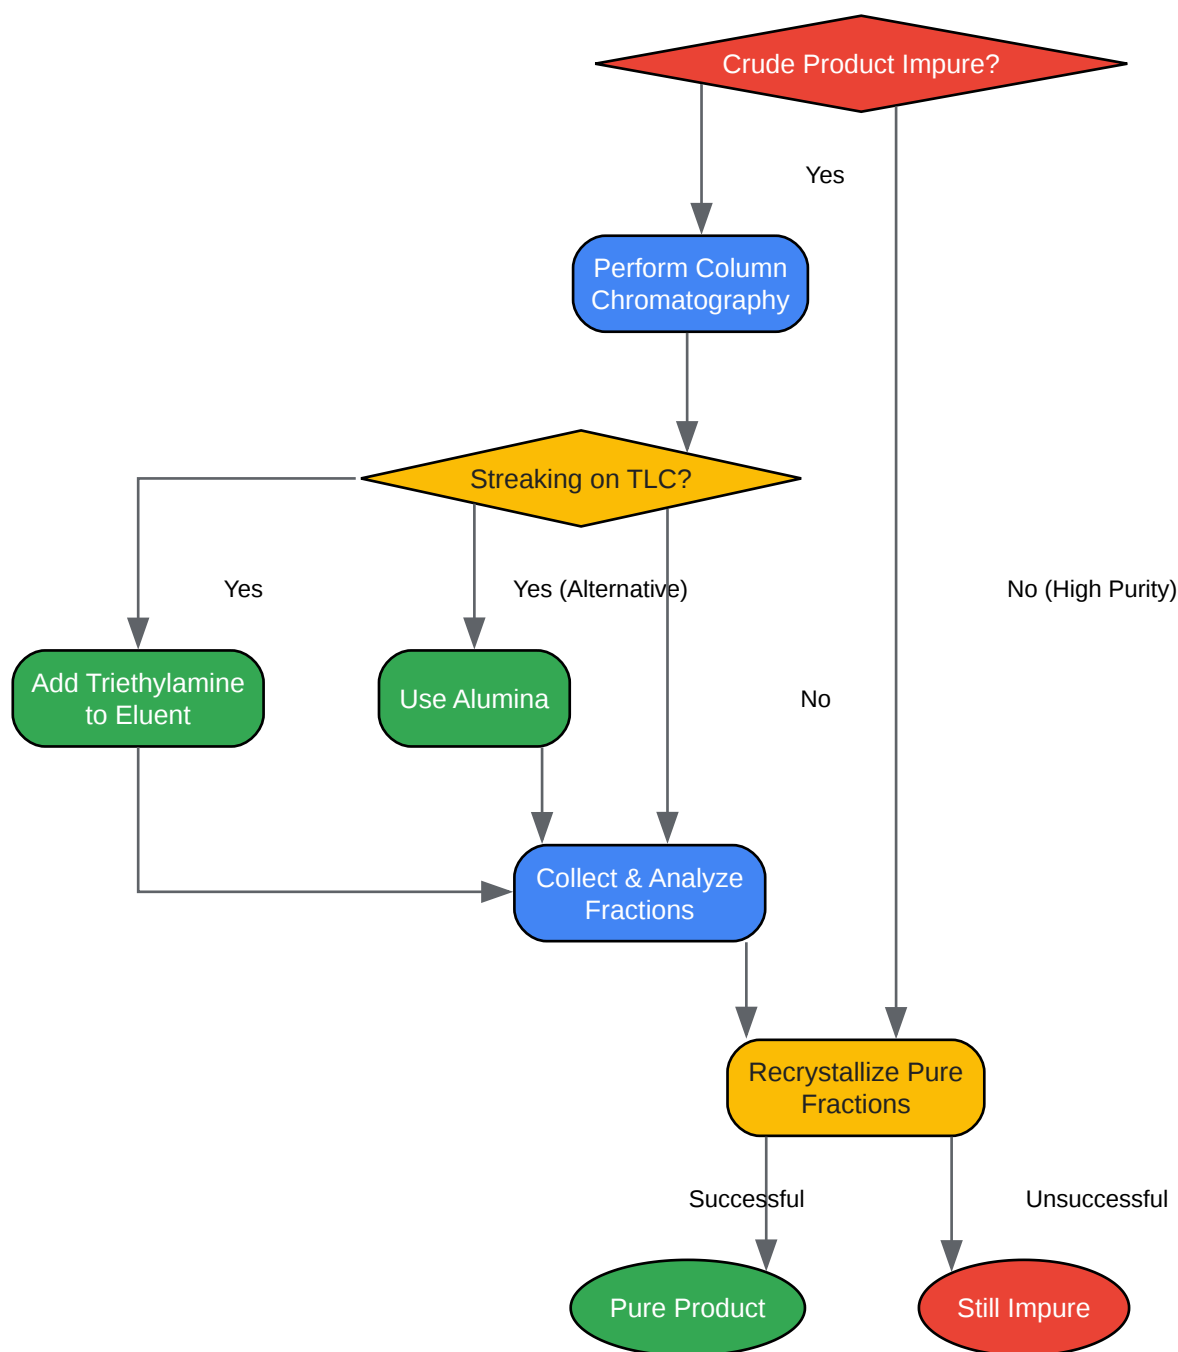 Crude Product Impure?
Yes
Perform Column
Chromatography
Streaking on TLC?
Yes
Yes (Alternative)
No (High Purity)
Add Triethylamine
to Eluent
Use Alumina
No
Collect & Analyze
Fractions
Recrystallize Pure
Fractions
Successful
Unsuccessful
Pure Product
Still Impure